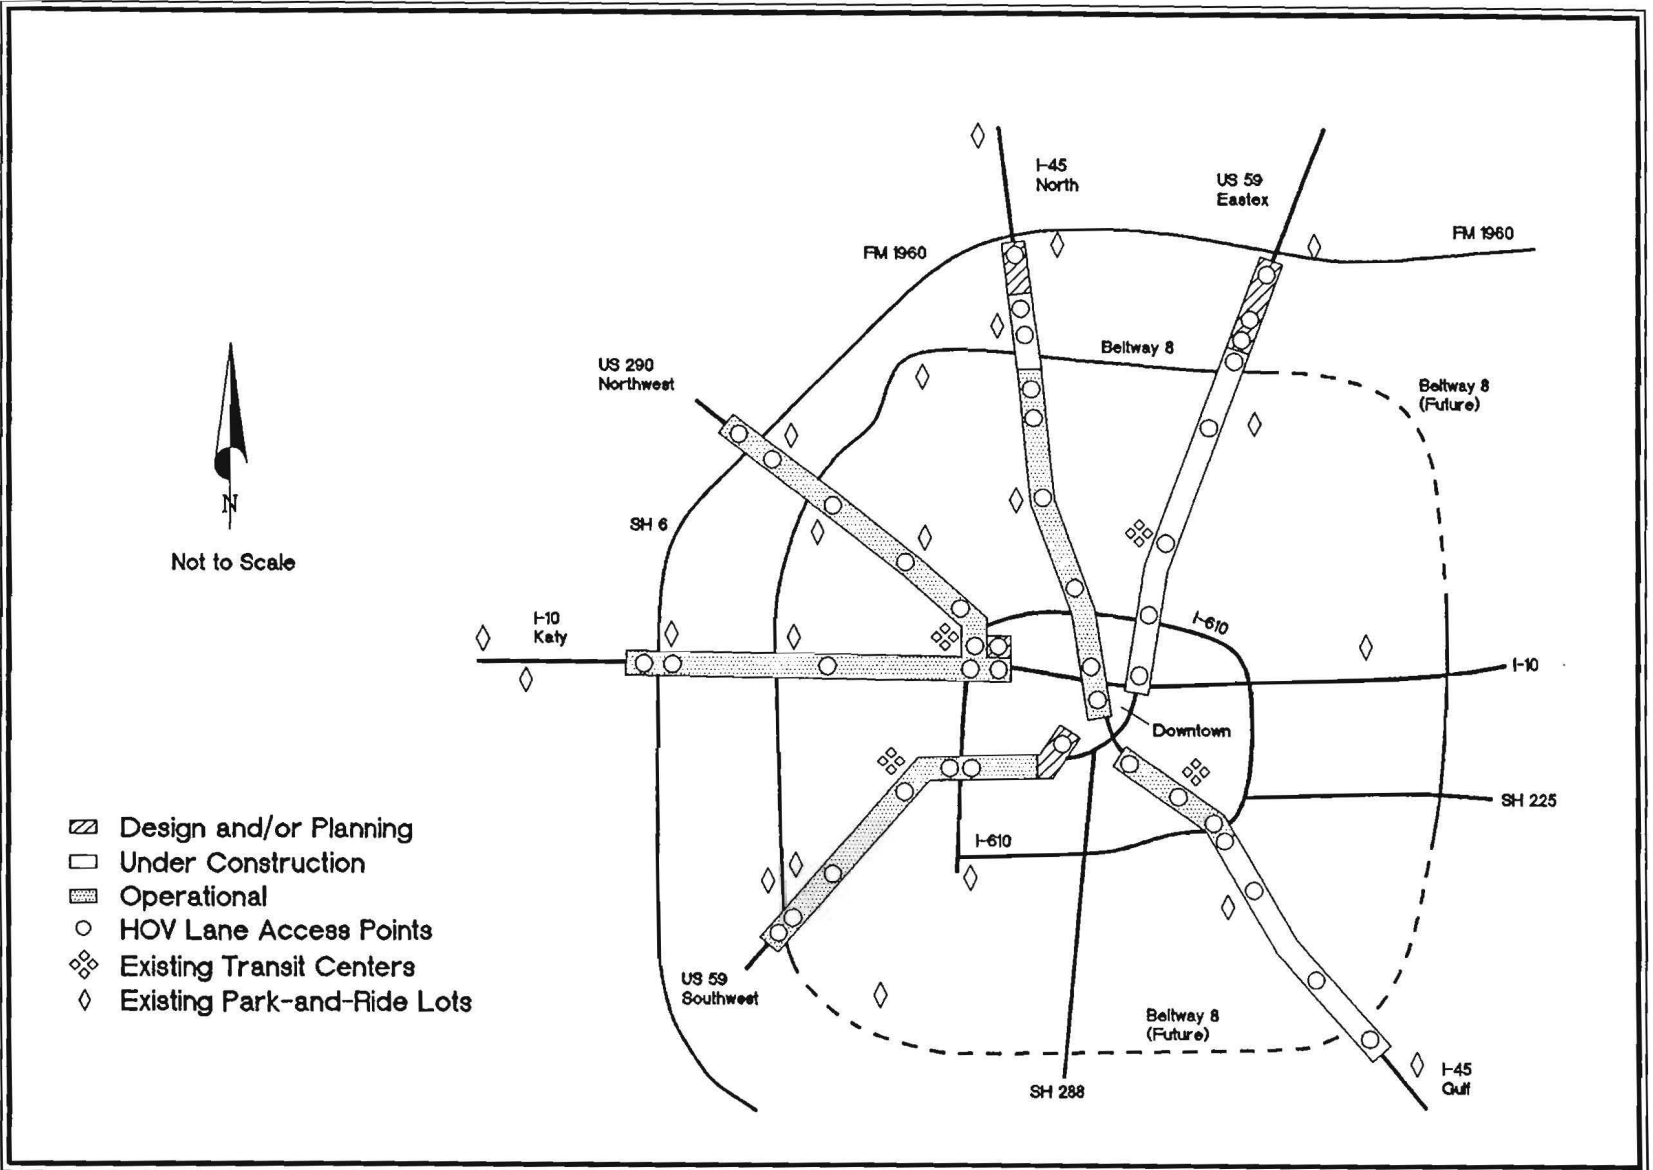 I-45
North
US 59
Eastex
FM 1960
FM 1960
Beltway 8
US 290
Northwest
Beltway 8
(Future)
SH 6
N
Not to Scale
I-10
Katy
I-610
I-10
Downtown
SH 225
I-610
Design and/or Planning
Under Construction
Operational
HOV Lane Access Points
Existing Transit Centers
Existing Park-and-Ride Lots
US 59
Southwest
Beltway 8
(Future)
I-45
Gulf
SH 288